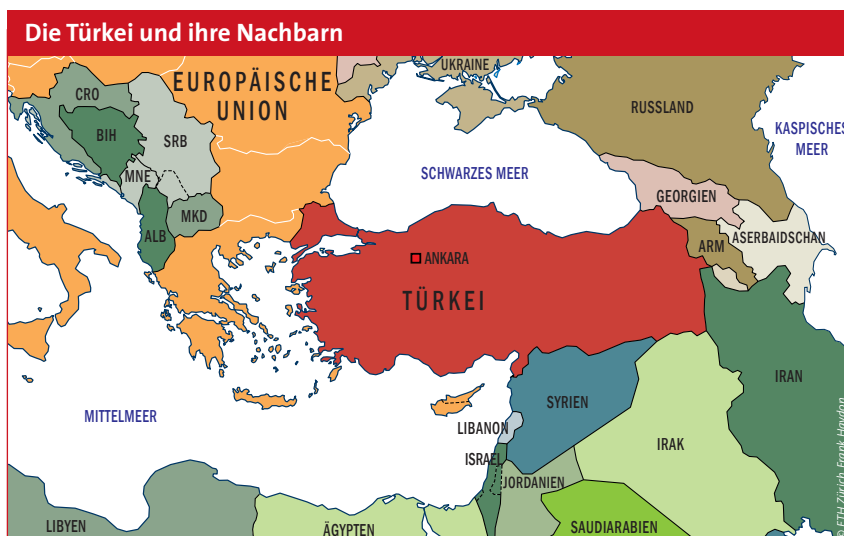 Die Türkei und ihre Nachbarn
UKRAINE
EUROPÄISCHE
UNION
CRO
RUSSLAND
KASPISCHES
MEER
BIH
SRB
SCHWARZES MEER
MNE
GEORGIEN
MKD
ALB
ARM
ASERBAIDSCHAN
ANKARA
TÜRKEI
IRAN
SYRIEN
MITTELMEER
LIBANON
IRAK
ISRAEL
JORDANIEN
LIBYEN
ÄGYPTEN
SAUDIARABIEN
© ETH Zürich, Frank Haydon